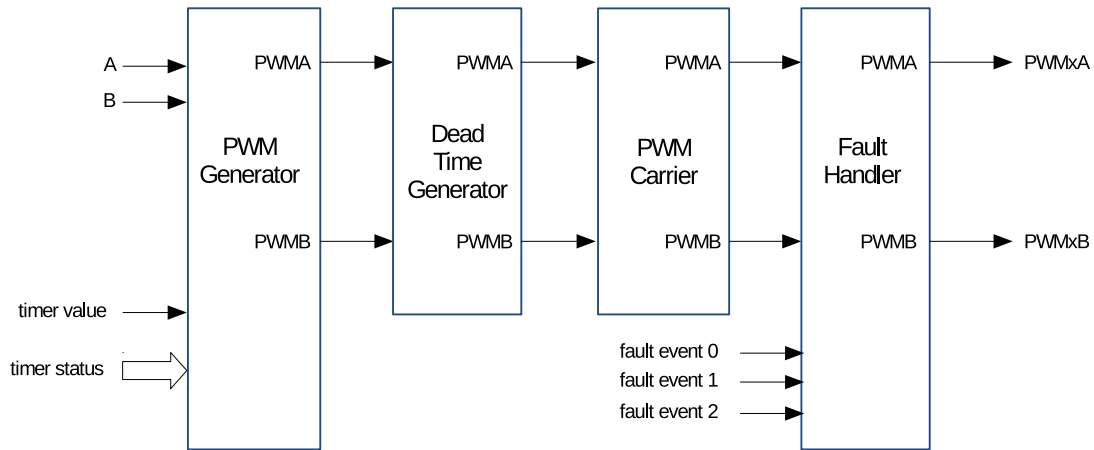 A
B
timer value
timer status
PWMA
PWM
Generator
PWMB
PWMA
Dead
Time
Generator
PWMB
PWMA
PWM
Carrier
PWMB
fault event 0
fault event 1
fault event 2
PWMA
Fault
Handler
PWMB
PWMxA
PWMxB